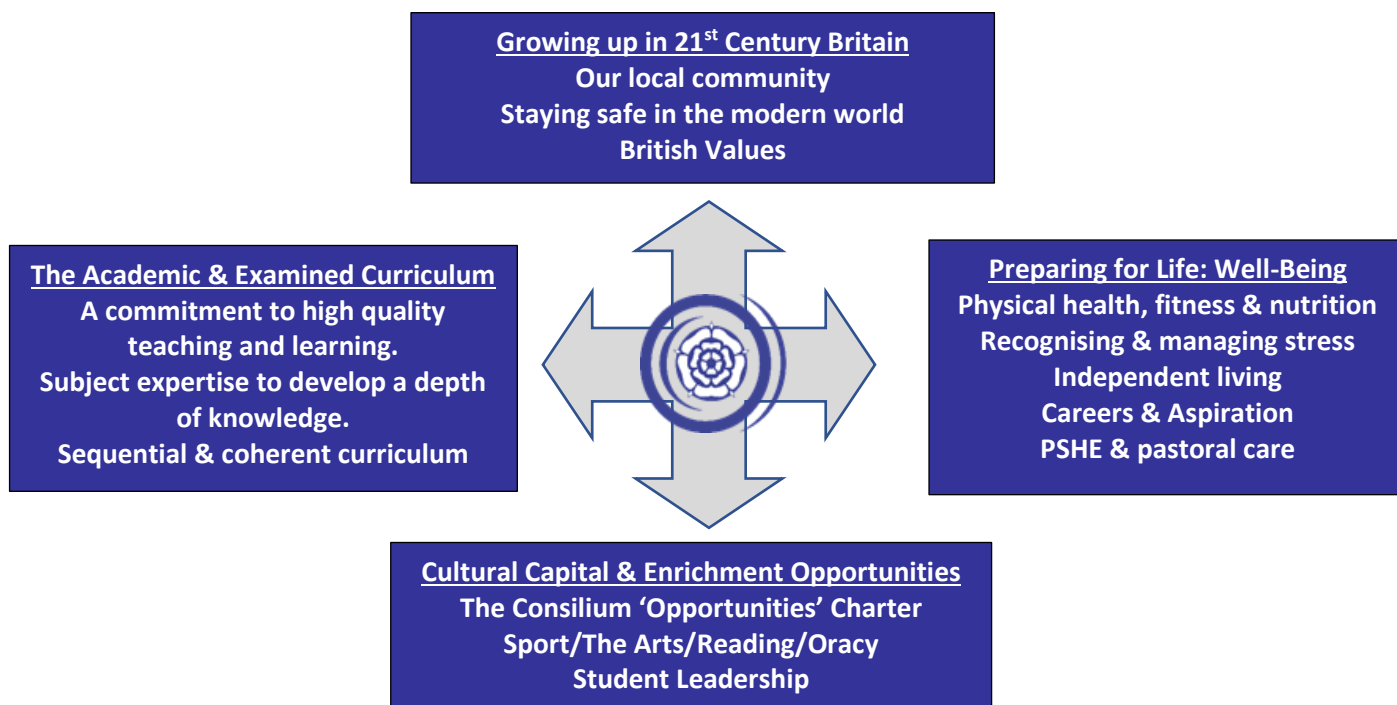 Growing up in 21st Century Britain
Our local community
Staying safe in the modern world
British Values
The Academic & Examined Curriculum
A commitment to high quality
teaching and learning.
Subject expertise to develop a depth
of knowledge.
Sequential & coherent curriculum
Preparing for Life: Well-Being
Physical health, fitness & nutrition
Recognising & managing stress
Independent living
Careers & Aspiration
PSHE & pastoral care
Cultural Capital & Enrichment Opportunities
The Consilium ‘Opportunities’ Charter
Sport/The Arts/Reading/Oracy
Student Leadership